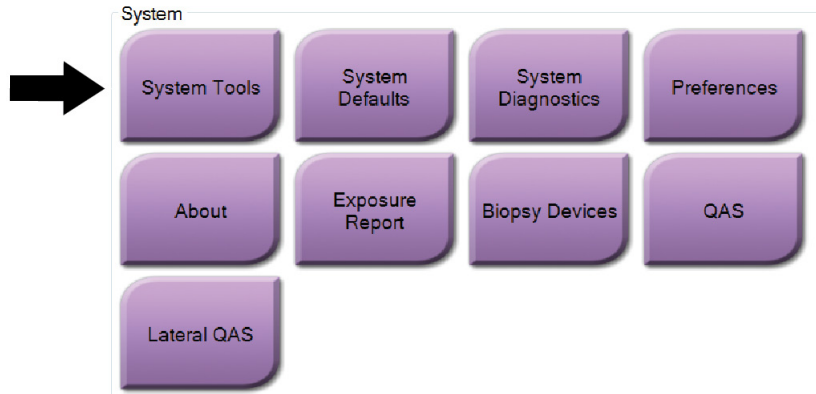 System
System Tools
System
Defaults
System
Diagnostics
Preferences
About
Exposure
Report
Biopsy Devices
QAS
Lateral QAS